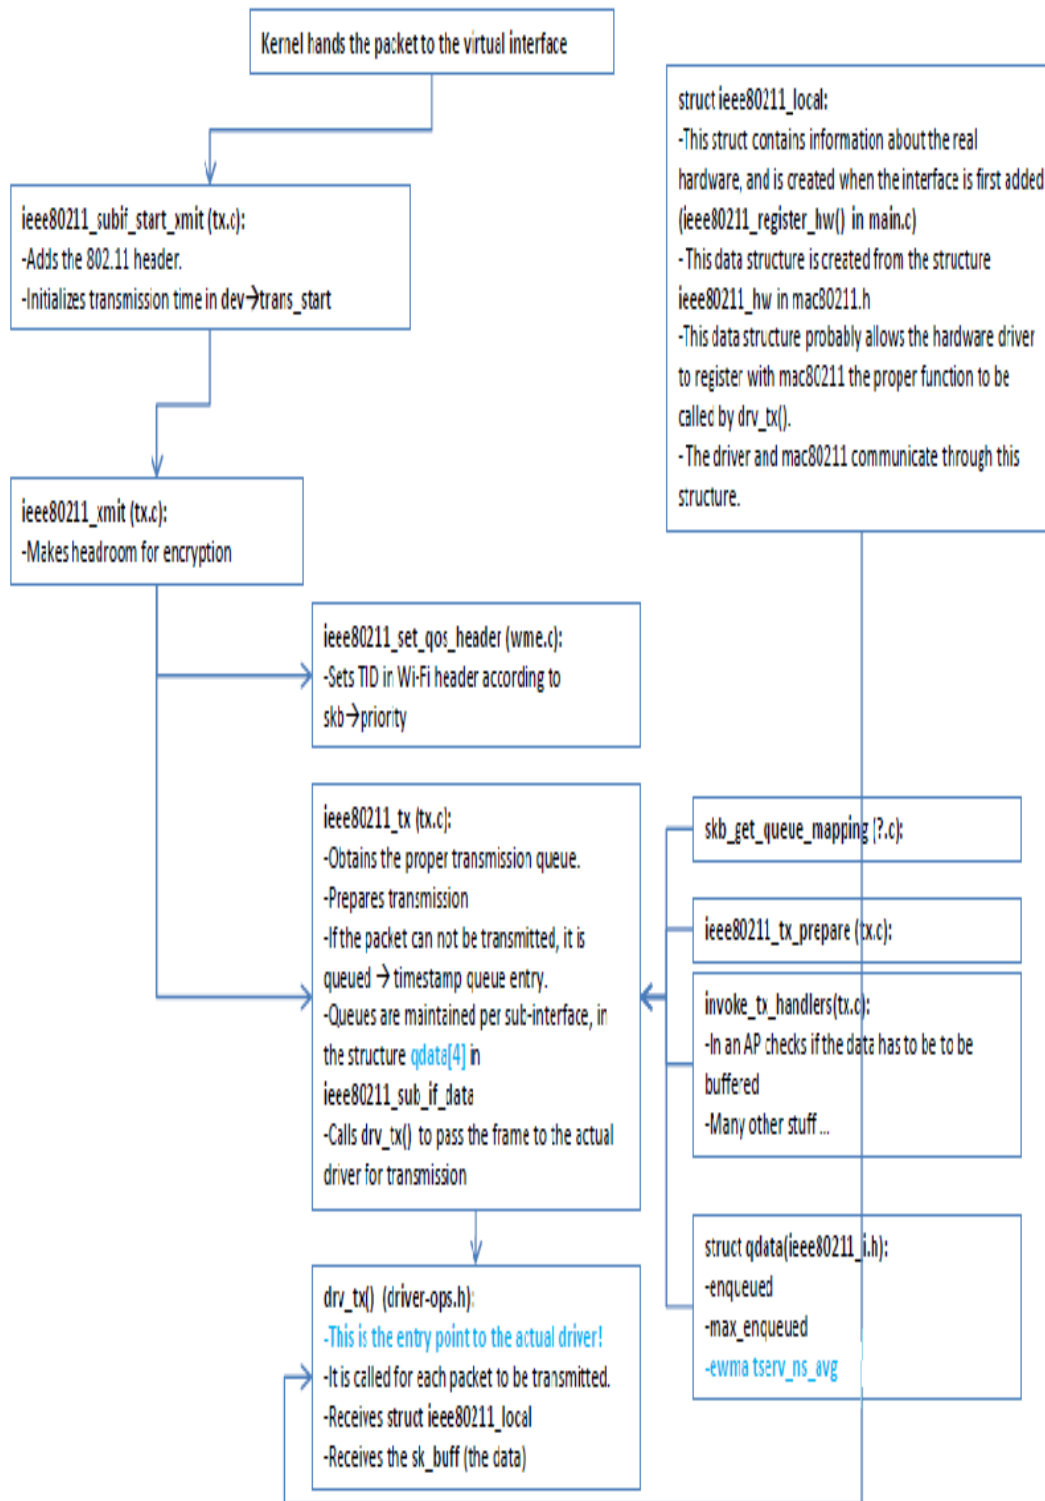 Kernel hands the packet to the virtual interface
struct ieee80211_local:
-This struct contains information about the real
hardware, and is created when the interface is first added
(ieee80211_register_hw() in main.c)
- This data structure is created from the structure
ieee80211_hw in mac80211.h
-This data structure probably allows the hardware driver
to register with mac80211 the proper function to be
called by drv_tx().
- The driver and mac80211 communicate through this
structure.
ieee80211_subif_start_xmit (tx.c):
-Adds the 802.11 header.
-Initializes transmission time in dev→trans_start
ieee80211_xmit (tx.c):
-Makes headroom for encryption
ieee80211_set_qos_header (wme.c):
-Sets TID in Wi-Fi header according to
skb→priority
ieee80211_tx (tx.c):
-Obtains the proper transmission queue.
-Prepares transmission
-If the packet can not be transmitted, it is
queued → timestamp queue entry.
-Queues are maintained per sub-interface, in
the structure qdata[4] in
ieee80211_sub_if_data
-Calls drv_tx() to pass the frame to the actual
driver for transmission
skb_get_queue_mapping (?.c):
ieee80211_tx_prepare (tx.c):
invoke_tx_handlers(tx.c):
-In an AP checks if the data has to be to be
buffered
-Many other stuff ...
struct qdata(ieee80211_i.h):
-enqueued
-max_enqueued
-ewma tserv_ns_avg
drv_tx() (driver-ops.h):
-This is the entry point to the actual driver!
-It is called for each packet to be transmitted.
-Receives struct ieee80211_local
-Receives the sk_buff (the data)